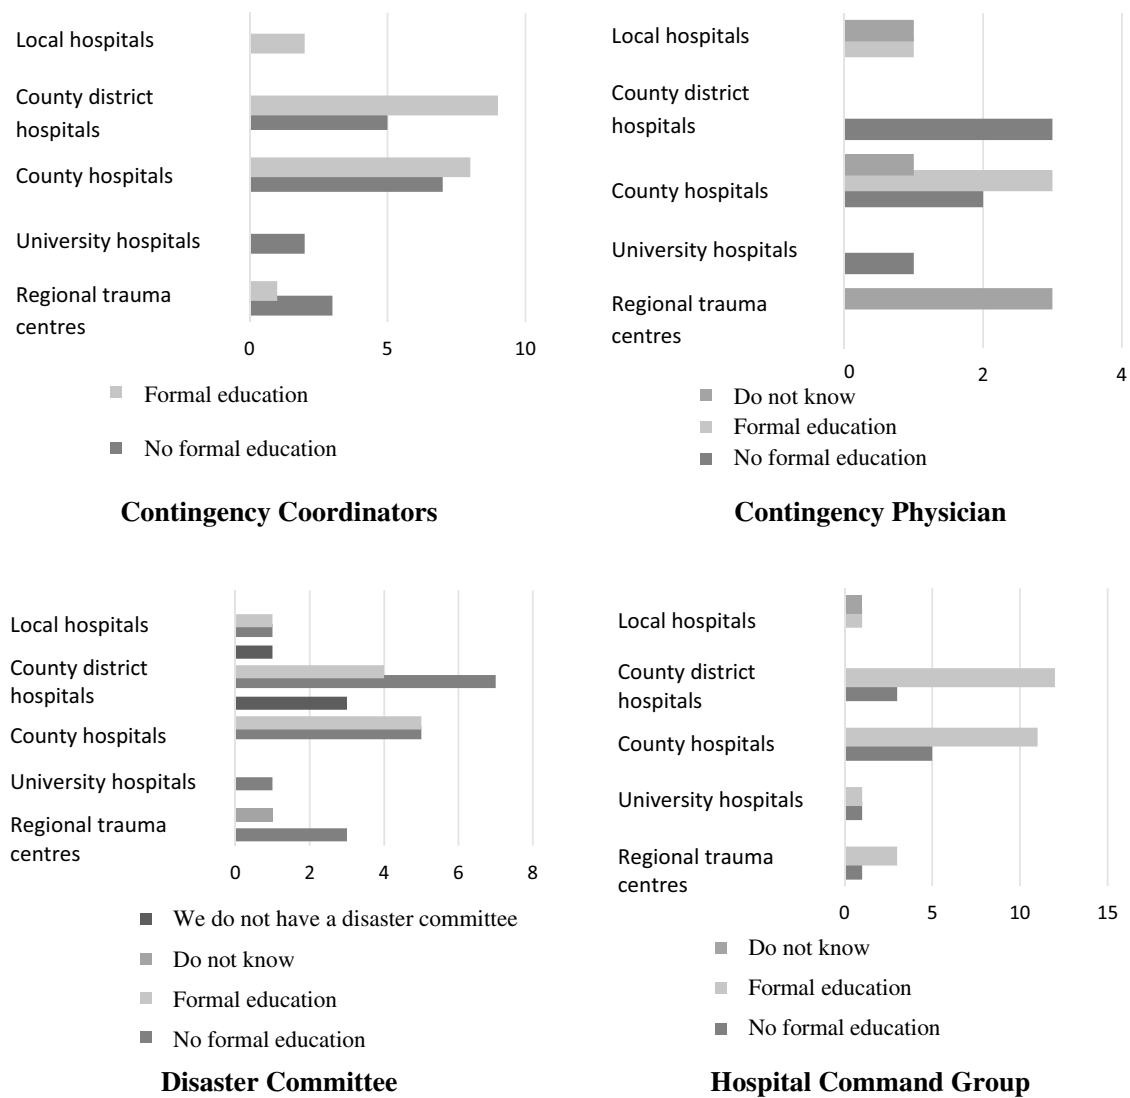 Local hospitals
County district
hospitals
County hospitals
University hospitals
Regional trauma
centres
0
5
10
Formal education
No formal education
Contingency Coordinators
Local hospitals
County district
hospitals
County hospitals
University hospitals
Regional trauma
centres
0
2
4
Do not know
Formal education
No formal education
Contingency Physician
Local hospitals
County district
hospitals
County hospitals
University hospitals
Regional trauma
centres
0
2
4
6
8
We do not have a disaster committee
Do not know
Formal education
No formal education
Disaster Committee
Local hospitals
County district
hospitals
County hospitals
University hospitals
Regional trauma
centres
0
5
10
15
Do not know
Formal education
No formal education
Hospital Command Group